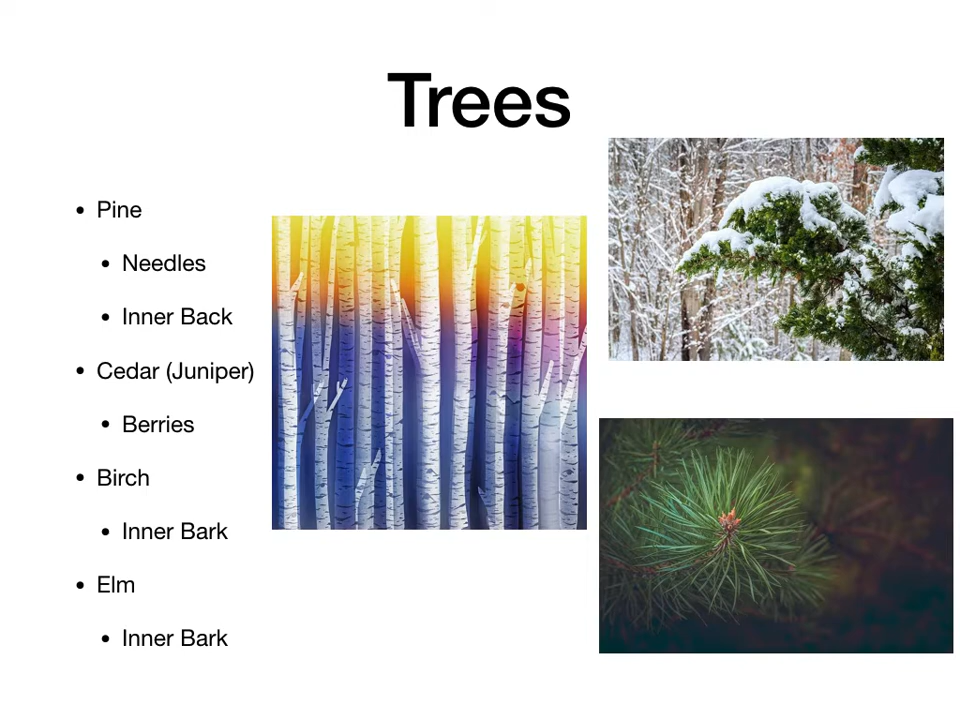 Trees
Pine
Needles
Inner Back
Cedar (Juniper)
Berries
Birch
Inner Bark
Elm
Inner Bark